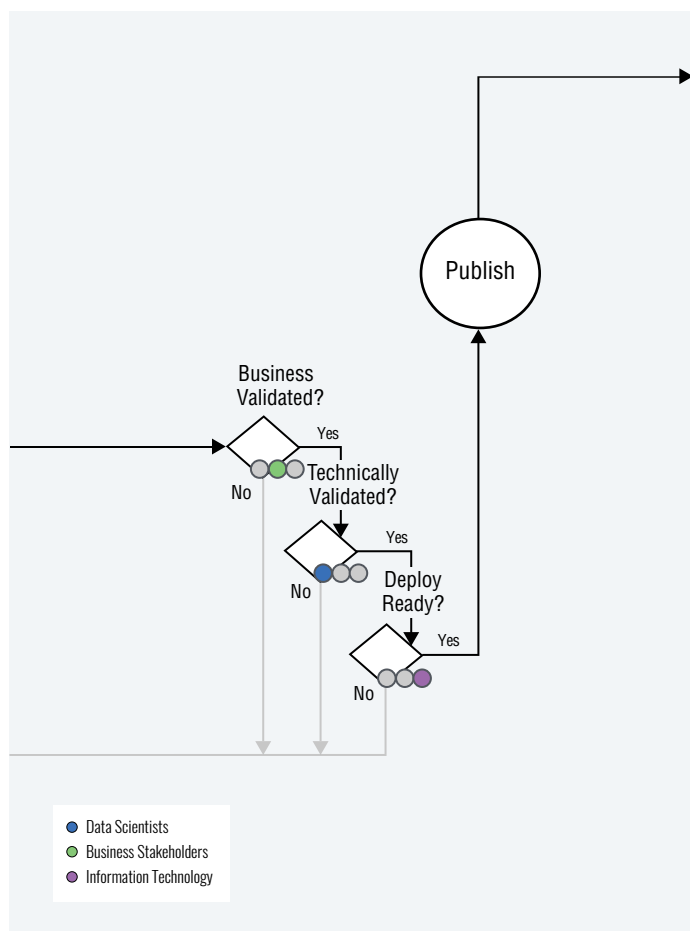 Publish
Business
Validated?
Yes
No
Technically
Validated?
Yes
No
Deploy
Ready?
Yes
No
Data Scientists
Business Stakeholders
Information Technology